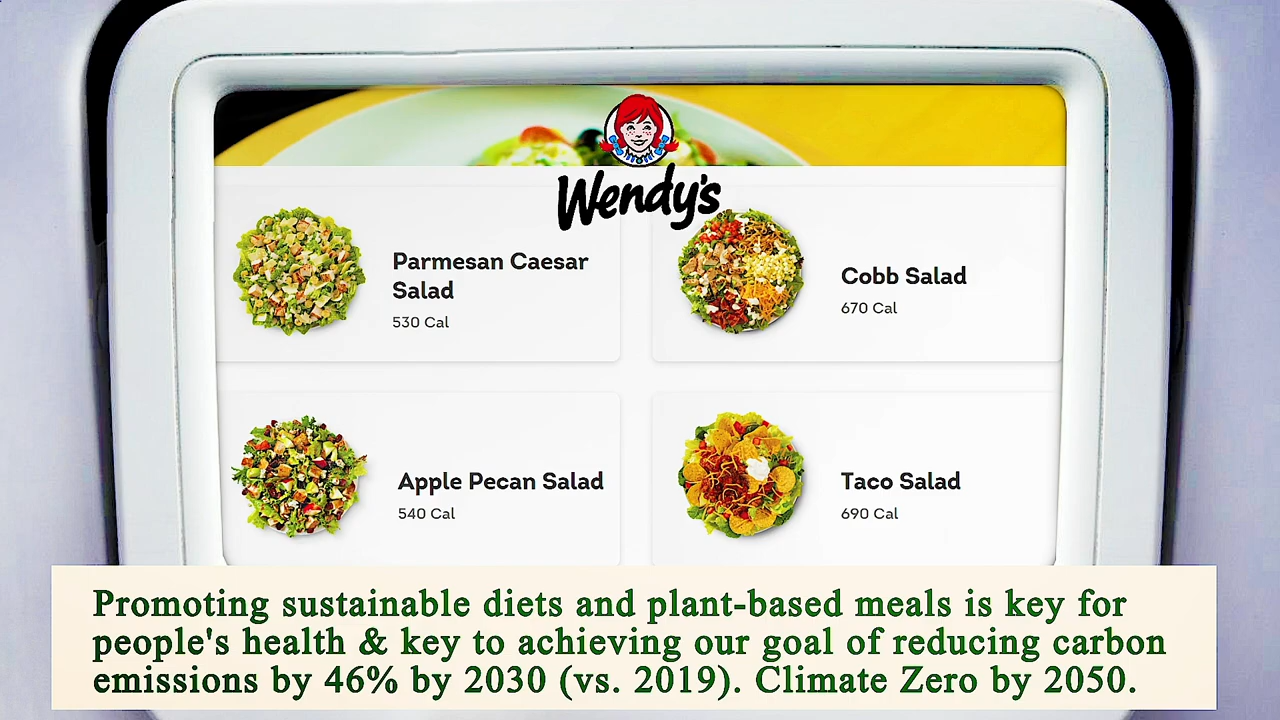 Wendy's
Parmesan Caesar
Salad
530 Cal
Cobb Salad
670 Cal
Apple Pecan Salad
540 Cal
Taco Salad
690 Cal
Promoting sustainable diets and plant-based meals is key for
people's health & key to achieving our goal of reducing carbon
emissions by 46% by 2030 (vs. 2019). Climate Zero by 2050.